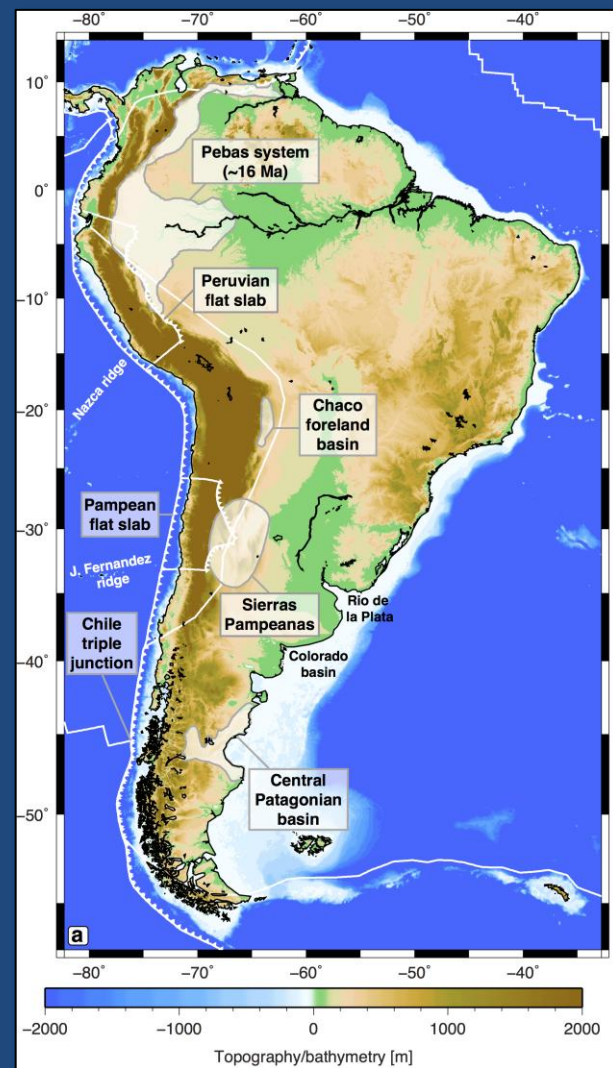 −80° −70° −60° −50° −40°
10°
0°
−10°
−20°
−30°
−40°
−50°
Pebas system
(~16 Ma)
Peruvian
flat slab
Nazca ridge
Chaco
foreland
basin
Pampean
flat slab
J. Fernandez
ridge
Sierras
Pampeanas
Rio de
la Plata
Chile
triple
junction
Colorado
basin
Central
Patagonian
basin
a
−80° −70° −60° −50° −40°
−2000 −1000 0 1000 2000
Topography/bathymetry [m]